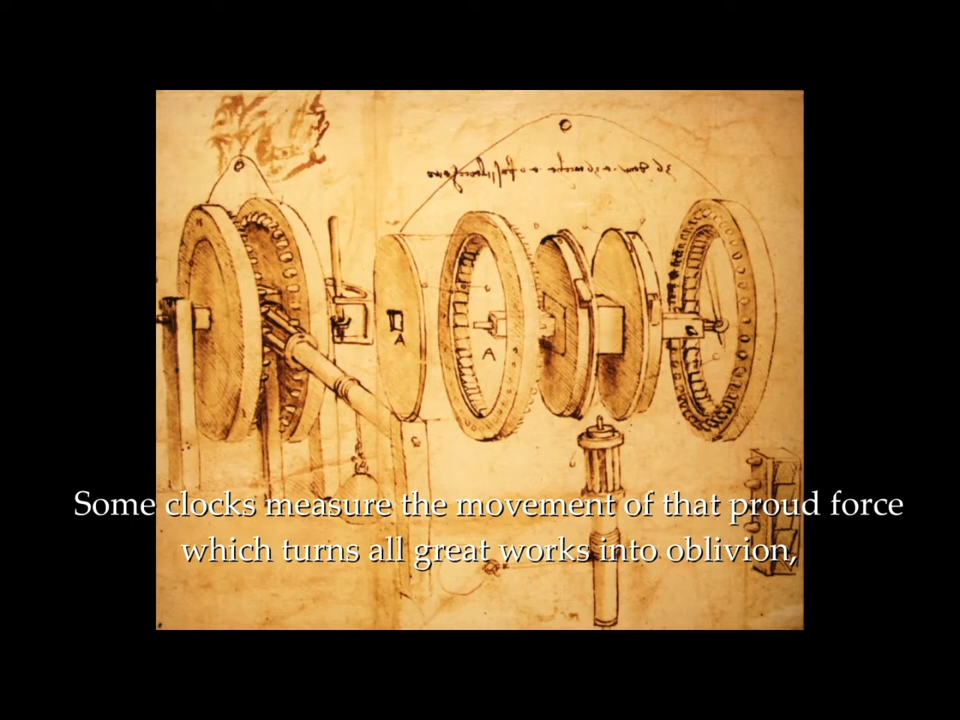 A
A
Some clocks measure the movement of that proud force
which turns all great works into oblivion,